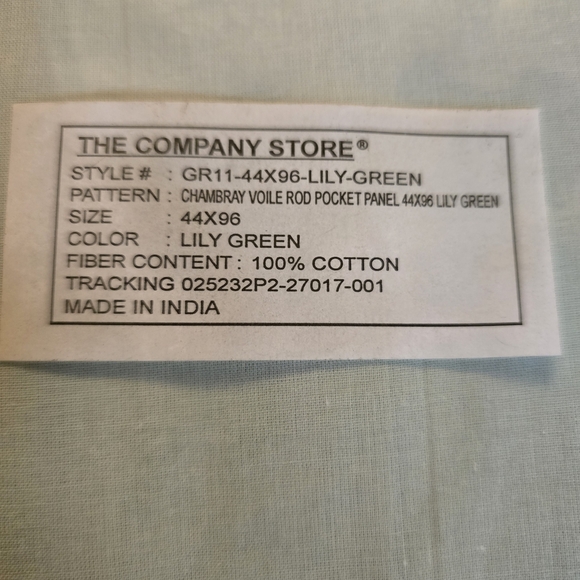 THE COMPANY STORE®
STYLE # : GR11-44X96-LILY-GREEN
PATTERN : CHAMBRAY VOILE ROD POCKET PANEL 44X96 LILY GREEN
SIZE : 44X96
COLOR : LILY GREEN
FIBER CONTENT : 100% COTTON
TRACKING 025232P2-27017-001
MADE IN INDIA